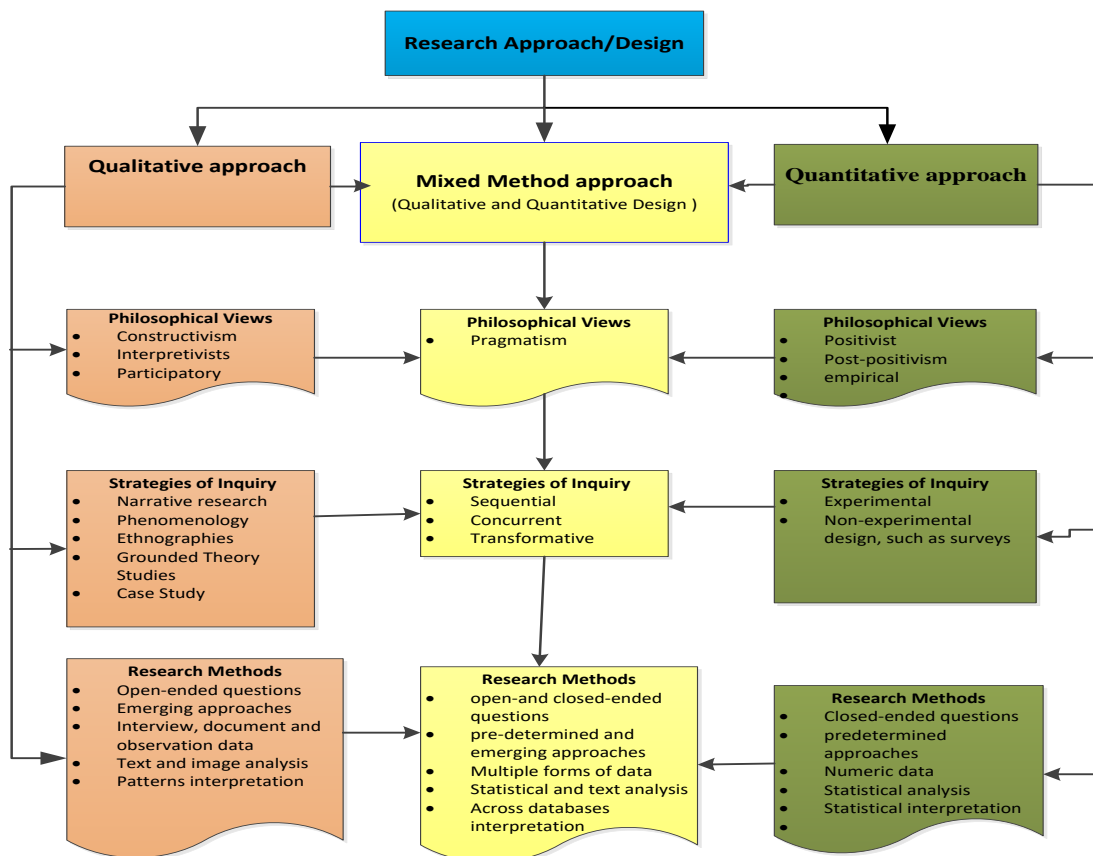 Research Approach/Design
Qualitative approach
Mixed Method approach
(Qualitative and Quantitative Design )
Quantitative approach
Philosophical Views
• Constructivism
• Interpretivists
• Participatory
Philosophical Views
• Pragmatism
Philosophical Views
• Positivist
• Post-positivism
• empirical
•
Strategies of Inquiry
• Narrative research
• Phenomenology
• Ethnographies
• Grounded Theory
Studies
• Case Study
Strategies of Inquiry
• Sequential
• Concurrent
• Transformative
Strategies of Inquiry
• Experimental
• Non-experimental
design, such as surveys
Research Methods
• Open-ended questions
• Emerging approaches
• Interview, document and
observation data
• Text and image analysis
• Patterns interpretation
Research Methods
• open-and closed-ended
questions
• pre-determined and
emerging approaches
• Multiple forms of data
• Statistical and text analysis
• Across databases
interpretation
Research Methods
• Closed-ended questions
• predetermined
approaches
• Numeric data
• Statistical analysis
• Statistical interpretation
•